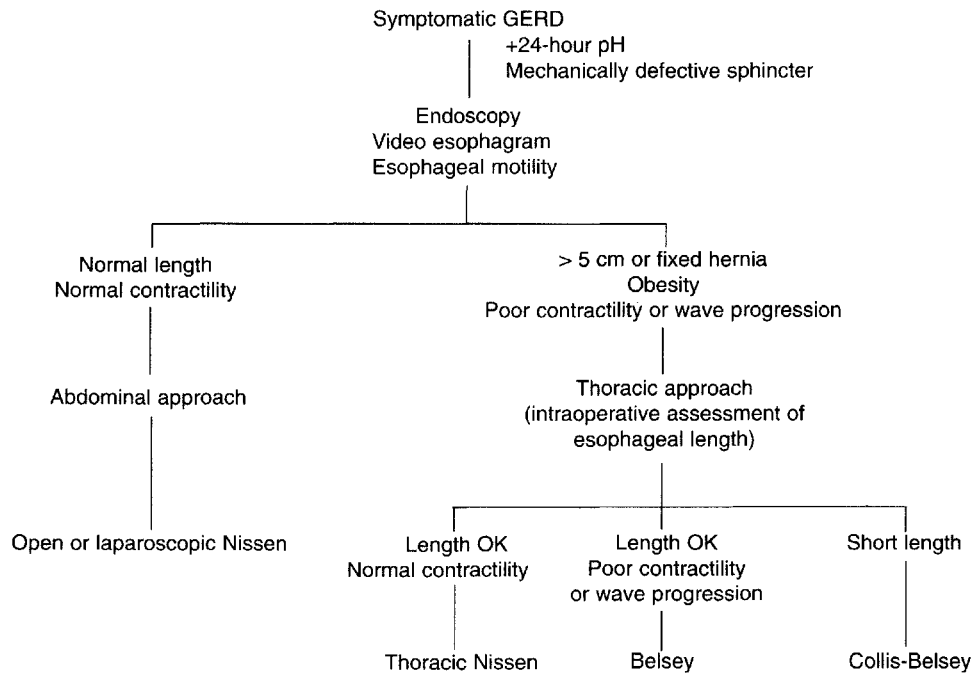 Symptomatic GERD
+24-hour pH
Mechanically defective sphincter
Endoscopy
Video esophagram
Esophageal motility
Normal length
Normal contractility
> 5 cm or fixed hernia
Obesity
Poor contractility or wave progression
Abdominal approach
Thoracic approach
(intraoperative assessment of
esophageal length)
Open or laparoscopic Nissen
Length OK
Normal contractility
Length OK
Poor contractility
or wave progression
Short length
Thoracic Nissen
Belsey
Collis-Belsey